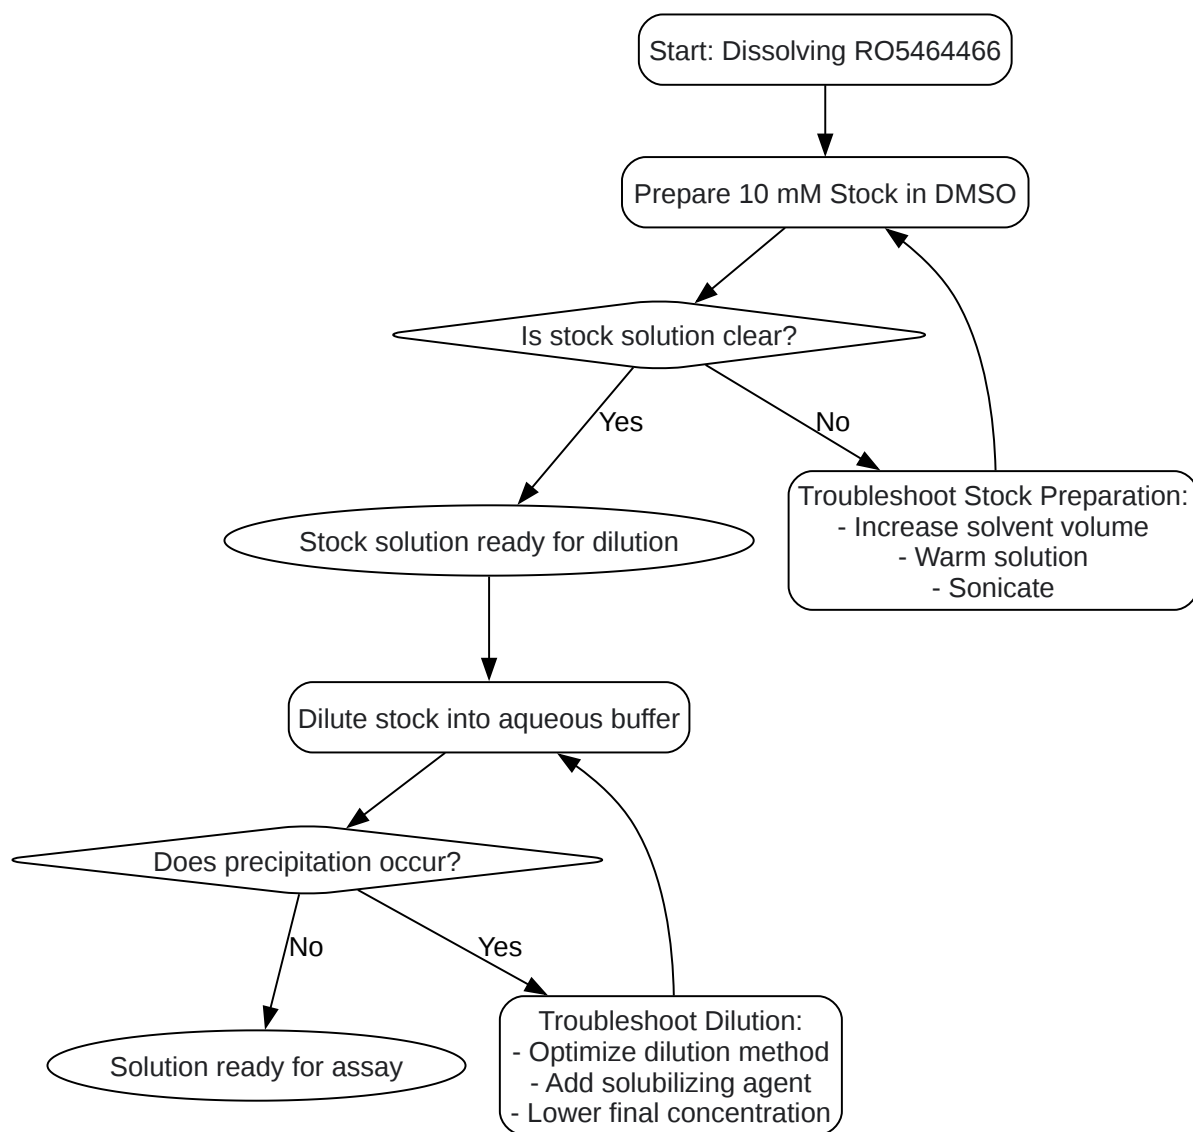 Start: Dissolving RO5464466
Prepare 10 mM Stock in DMSO
Is stock solution clear?
Yes
No
Stock solution ready for dilution
Troubleshoot Stock Preparation:
- Increase solvent volume
- Warm solution
- Sonicate
Dilute stock into aqueous buffer
Does precipitation occur?
No
Yes
Solution ready for assay
Troubleshoot Dilution:
- Optimize dilution method
- Add solubilizing agent
- Lower final concentration